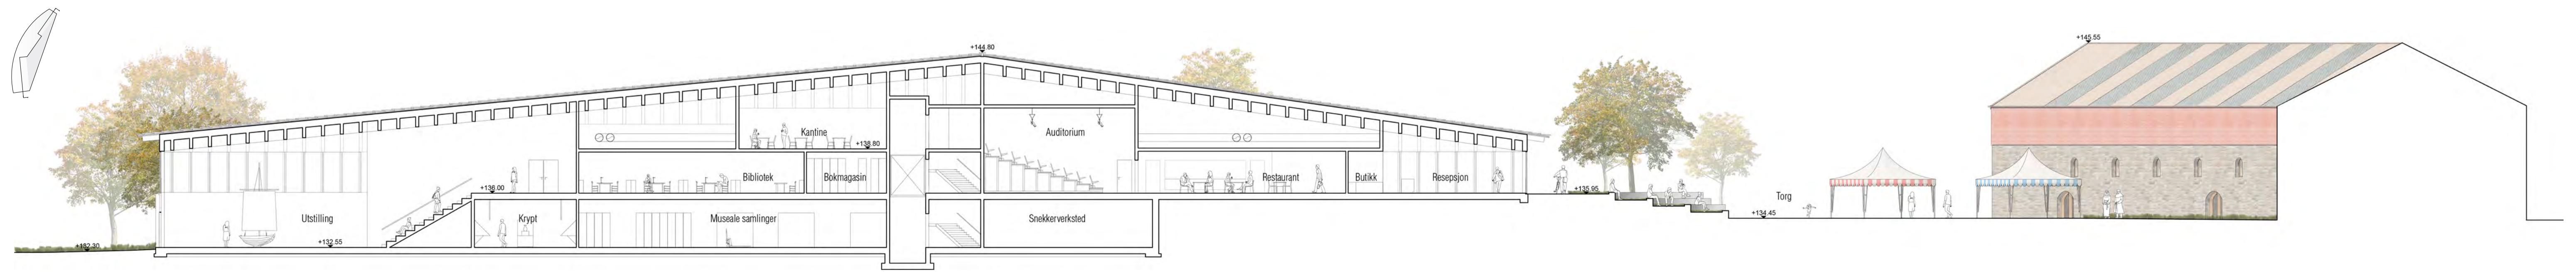 +144.80
+145.55
Kantine
Auditorium
+138.80
Bibliotek
Bokmagasin
Restaurant
Butikk
Resepsjon
+136.00
+135.95
Torg
Utstilling
Krypt
Museale samlinger
Snekkerverksted
+134.45
+132.30
+132.55